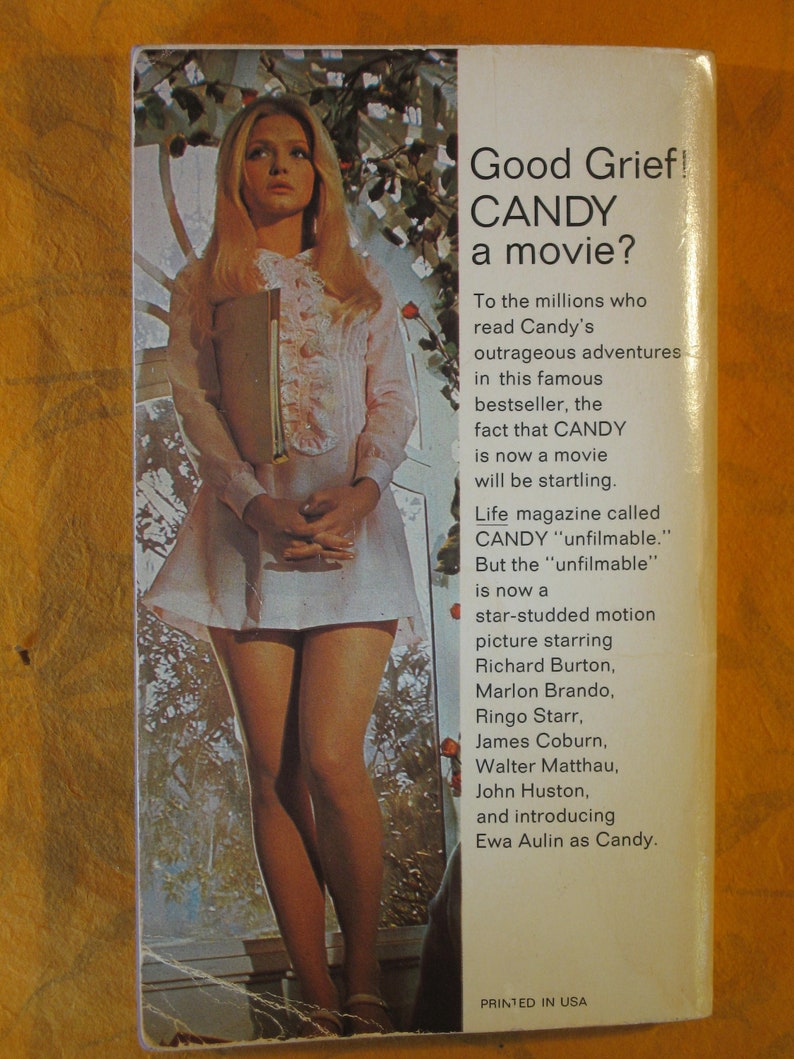 Good Grief!
CANDY
a movie?
To the millions who
read Candy's
outrageous adventures
in this famous
bestseller, the
fact that CANDY
is now a movie
will be startling.
Life magazine called
CANDY "unfilmable."
But the "unfilmable"
is now a
star-studded motion
picture starring
Richard Burton,
Marlon Brando,
Ringo Starr,
James Coburn,
Walter Matthau,
John Huston,
and introducing
Ewa Aulin as Candy.
PRINTED IN USA